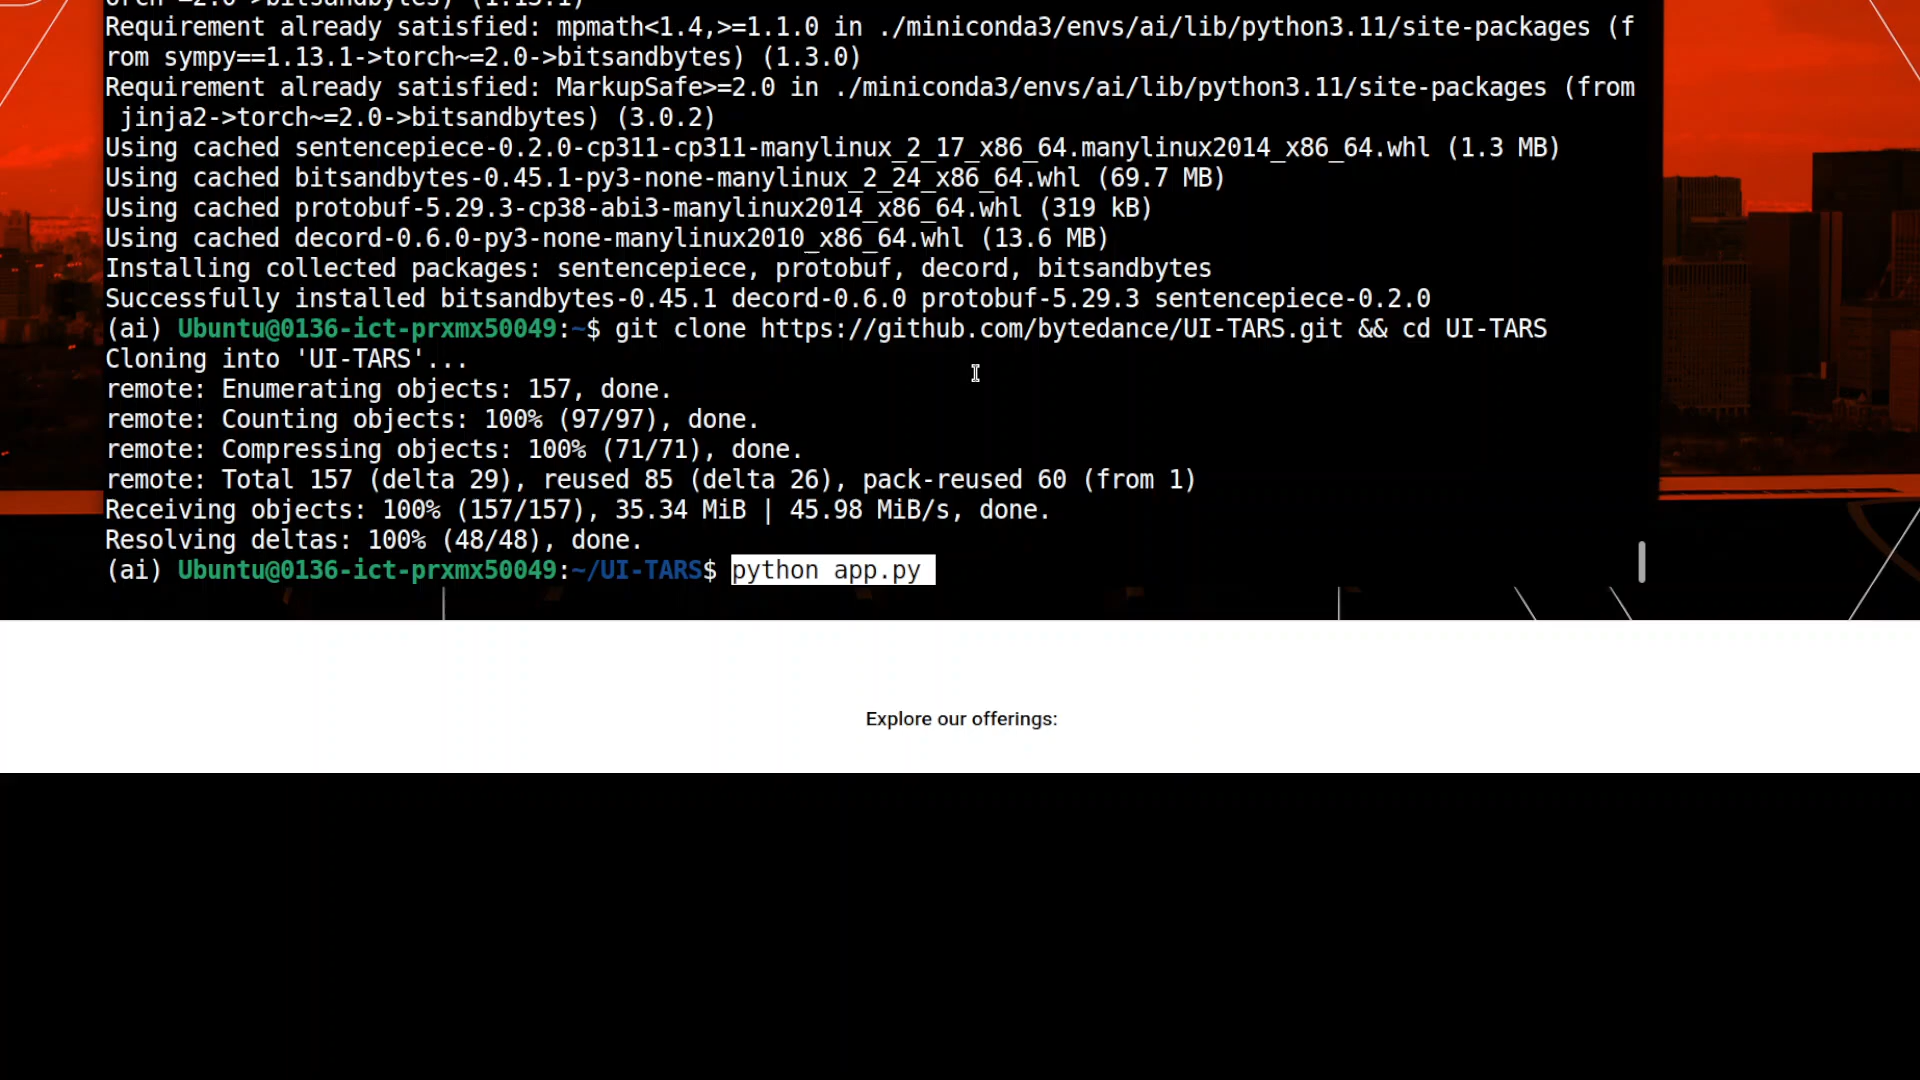 orch~=2.0->bitsandbytes) (1.13.1)
Requirement already satisfied: mpmath<1.4,>=1.1.0 in ./miniconda3/envs/ai/lib/python3.11/site-packages (f
rom sympy==1.13.1->torch~=2.0->bitsandbytes) (1.3.0)
Requirement already satisfied: MarkupSafe>=2.0 in ./miniconda3/envs/ai/lib/python3.11/site-packages (from
 jinja2->torch~=2.0->bitsandbytes) (3.0.2)
Using cached sentencepiece-0.2.0-cp311-cp311-manylinux_2_17_x86_64.manylinux2014_x86_64.whl (1.3 MB)
Using cached bitsandbytes-0.45.1-py3-none-manylinux_2_24_x86_64.whl (69.7 MB)
Using cached protobuf-5.29.3-cp38-abi3-manylinux2014_x86_64.whl (319 kB)
Using cached decord-0.6.0-py3-none-manylinux2010_x86_64.whl (13.6 MB)
Installing collected packages: sentencepiece, protobuf, decord, bitsandbytes
Successfully installed bitsandbytes-0.45.1 decord-0.6.0 protobuf-5.29.3 sentencepiece-0.2.0
(ai) Ubuntu@0136-ict-prxmx50049:~$ git clone https://github.com/bytedance/UI-TARS.git && cd UI-TARS
Cloning into 'UI-TARS'...
remote: Enumerating objects: 157, done.
remote: Counting objects: 100% (97/97), done.
remote: Compressing objects: 100% (71/71), done.
remote: Total 157 (delta 29), reused 85 (delta 26), pack-reused 60 (from 1)
Receiving objects: 100% (157/157), 35.34 MiB | 45.98 MiB/s, done.
Resolving deltas: 100% (48/48), done.
(ai) Ubuntu@0136-ict-prxmx50049:~/UI-TARS$ python app.py
Explore our offerings: